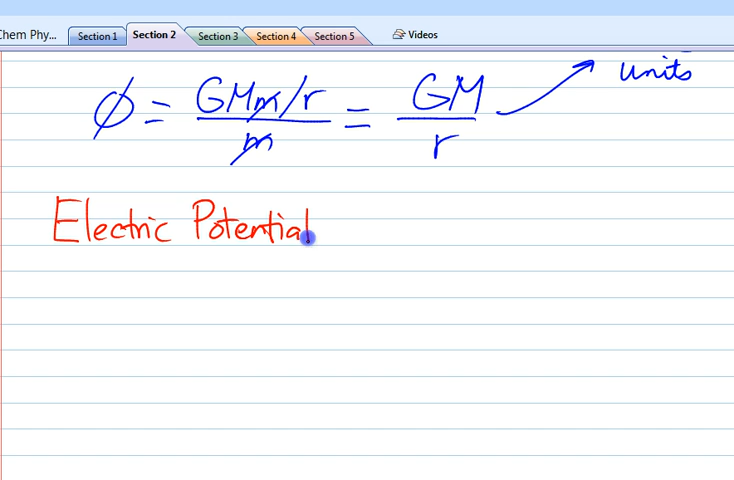 Chem Phy... Section 1 Section 2 Section 3 Section 4 Section 5 Videos
units
ϕ = GMm/r / m = GM / r
Electric Potential